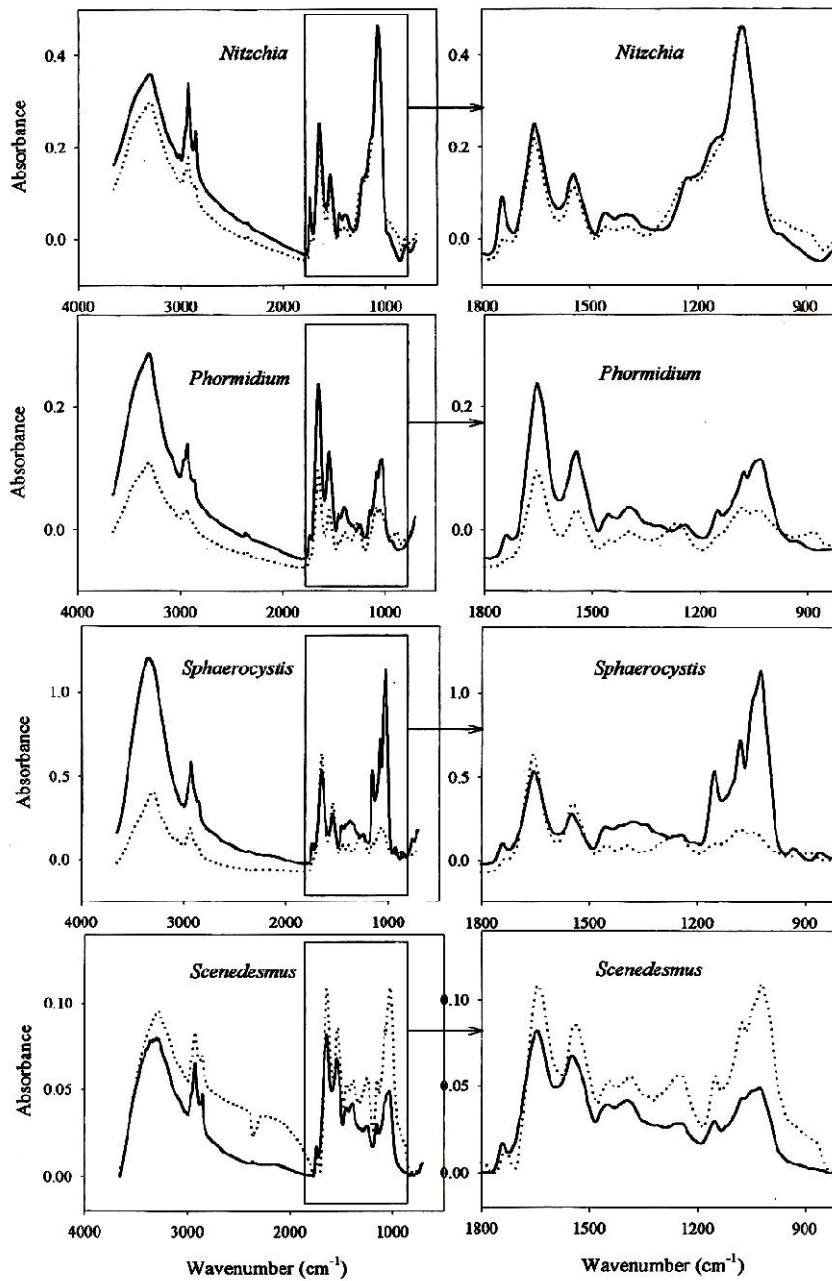 Nitzchia
Nitzchia
Absorbance
0.4
0.2
0.0
0.4
0.2
0.0
4000 3000 2000 1000
1800 1500 1200 900
Phormidium
Phormidium
Absorbance
0.2
0.0
0.2
0.0
4000 3000 2000 1000
1800 1500 1200 900
Sphaerocystis
Sphaerocystis
Absorbance
1.0
0.5
0.0
1.0
0.5
0.0
4000 3000 2000 1000
1800 1500 1200 900
Scenedesmus
Scenedesmus
Absorbance
0.10
0.05
0.00
0.10
0.05
0.00
4000 3000 2000 1000
1800 1500 1200 900
Wavenumber (cm⁻¹)
Wavenumber (cm⁻¹)